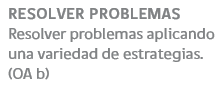 RESOLVER PROBLEMAS
Resolver problemas aplicando
una variedad de estrategias.
(OA b)